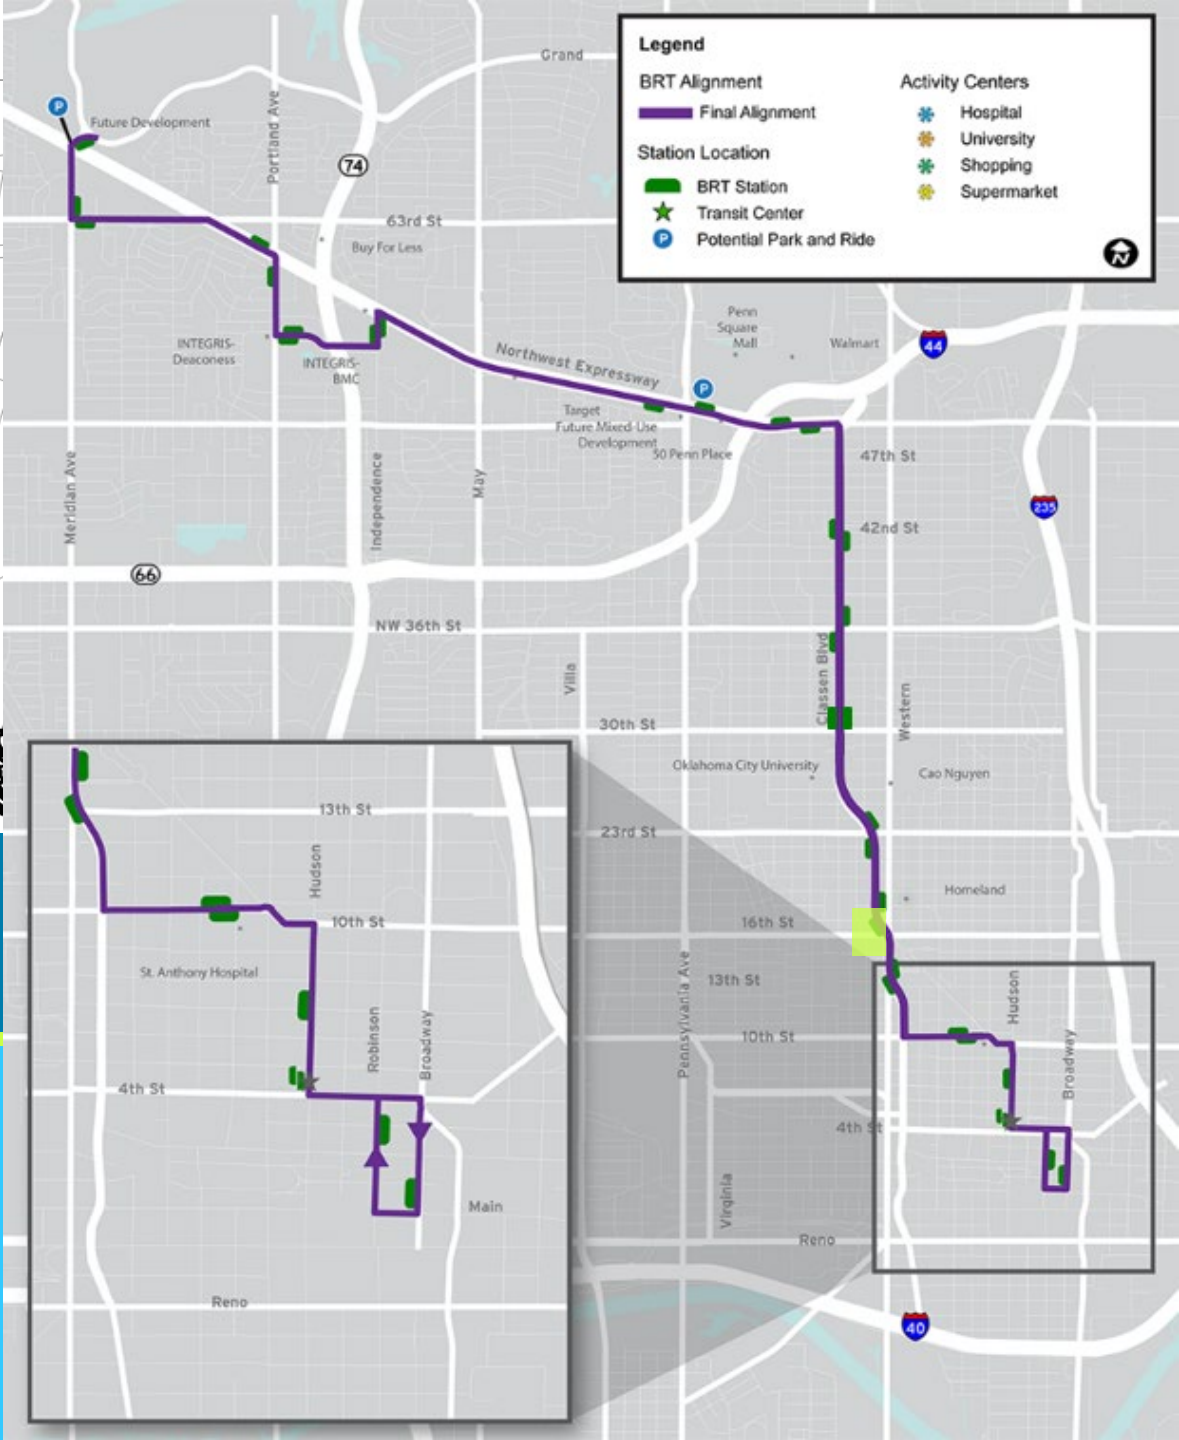 Legend
BRT Alignment
Final Alignment
Station Location
BRT Station
Transit Center
P
Potential Park and Ride
Activity Centers
Hospital
University
Shopping
Supermarket
N
Grand
P
Future Development
Portland Ave
74
63rd St
Buy For Less
INTEGRIS-
Deaconess
INTEGRIS-
BMC
Northwest Expressway
Penn
Square
Mall
Walmart
44
P
Target
Future Mixed-Use
Development
50 Penn Place
47th St
Meridian Ave
Independence
May
42nd St
235
66
NW 36th St
Villa
Classen Blvd
Western
30th St
Oklahoma City University
Cao Nguyen
23rd St
Homeland
16th St
13th St
Pennsylvania Ave
Hudson
10th St
Broadway
4th St
Virginia
Reno
40
13th St
Hudson
10th St
St. Anthony Hospital
Robinson
Broadway
4th St
Main
Reno